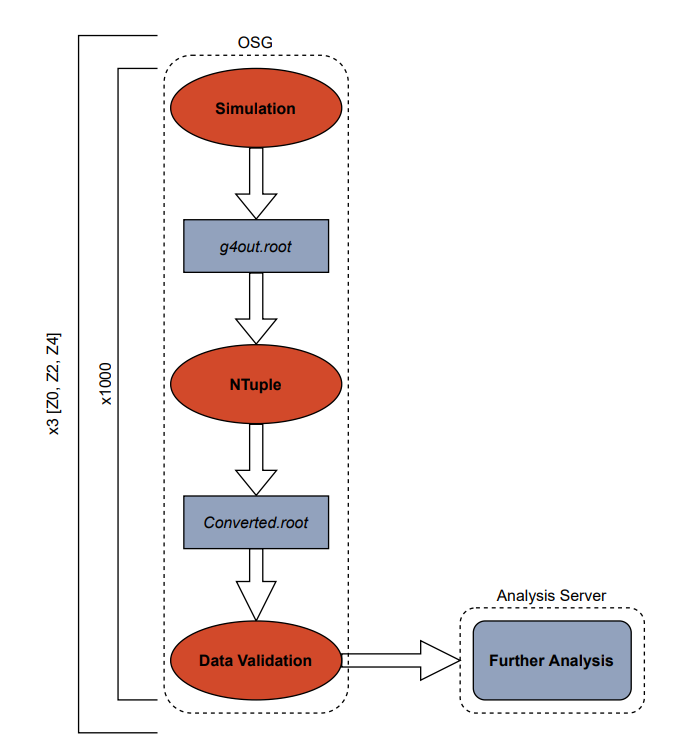 OSG
Simulation
g4out.root
x3 [Z0, Z2, Z4]
x1000
NTuple
Converted.root
Analysis Server
Data Validation
Further Analysis